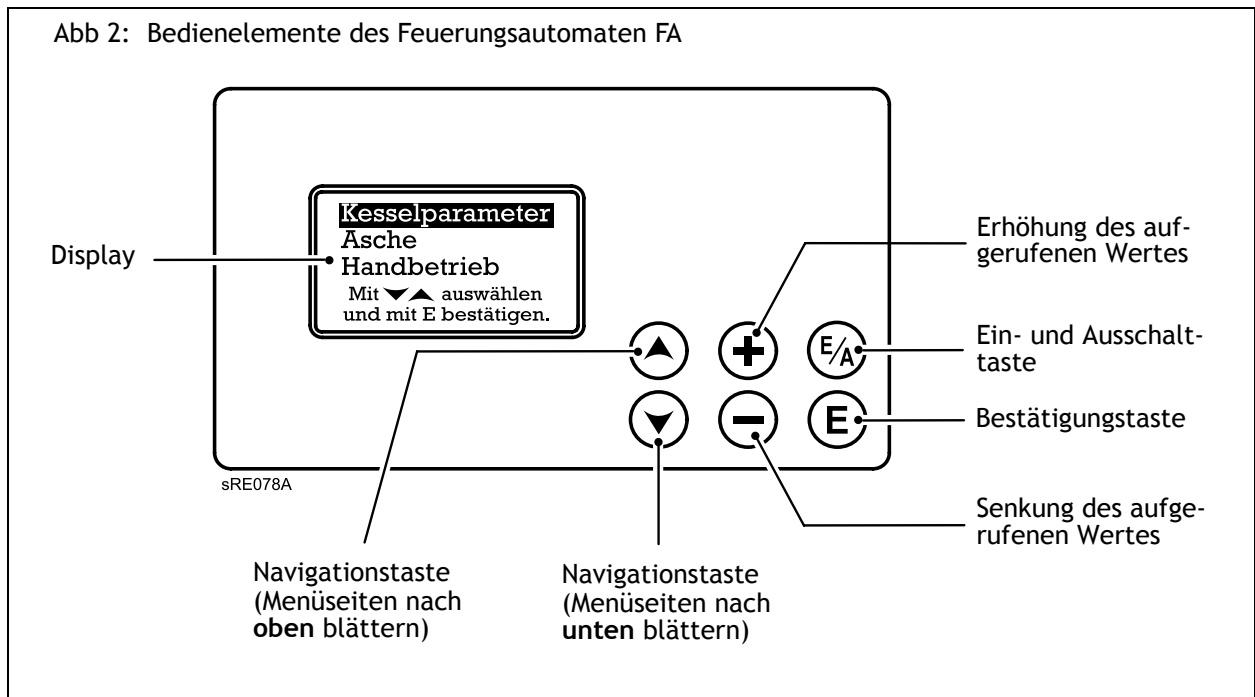 Abb 2: Bedienelemente des Feuerungsautomaten FA
Kesselparameter
Asche
Handbetrieb
Mit ▼▲ auswählen
und mit E bestätigen.
Display
Erhöhung des auf-
gerufenen Wertes
E/A
Ein- und Ausschalt-
taste
E
Bestätigungstaste
sRE078A
Senkung des aufge-
rufenen Wertes
Navigationstaste
(Menüseiten nach
oben blättern)
Navigationstaste
(Menüseiten nach
unten blättern)